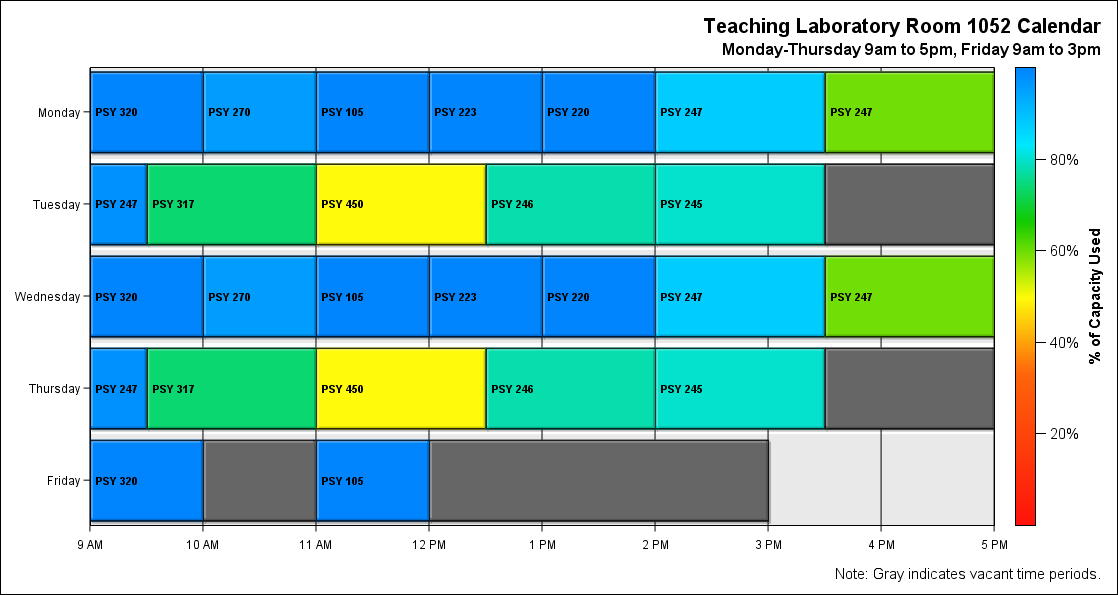 Teaching Laboratory Room 1052 Calendar
Monday-Thursday 9am to 5pm, Friday 9am to 3pm
Monday PSY 320 PSY 270 PSY 105 PSY 223 PSY 220 PSY 247 PSY 247
Tuesday PSY 247 PSY 317 PSY 450 PSY 246 PSY 245
Wednesday PSY 320 PSY 270 PSY 105 PSY 223 PSY 220 PSY 247 PSY 247
Thursday PSY 247 PSY 317 PSY 450 PSY 246 PSY 245
Friday PSY 320 PSY 105
9 AM 10 AM 11 AM 12 PM 1 PM 2 PM 3 PM 4 PM 5 PM
80%
60%
40%
20%
% of Capacity Used
Note: Gray indicates vacant time periods.